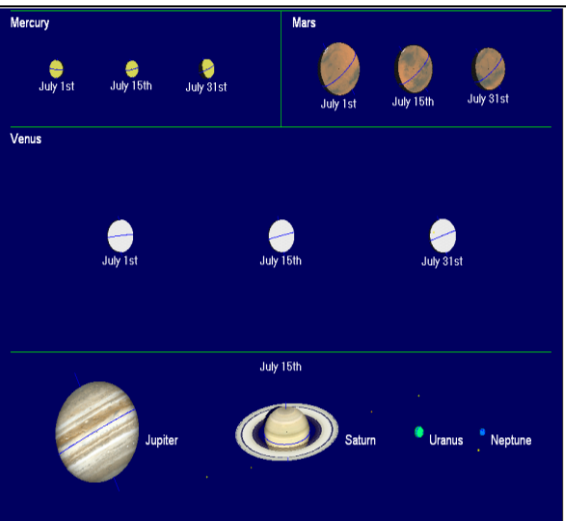 Mercury
July 1st
July 15th
July 31st
Mars
July 1st
July 15th
July 31st
Venus
July 1st
July 15th
July 31st
July 15th
Jupiter
Saturn
Uranus
Neptune